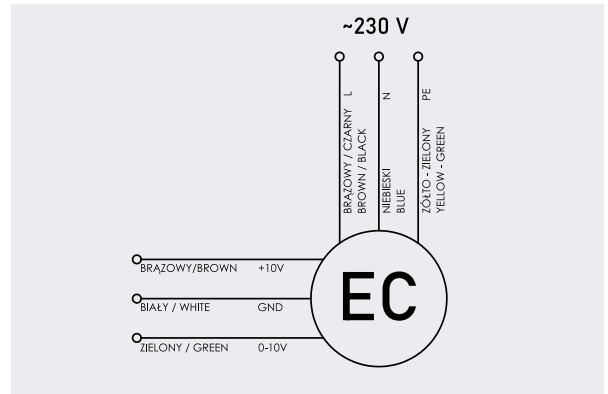 ~230 V
BRĄZOWY / CZARNY L
BROWN / BLACK
NIEBIESKI N
BLUE
ŻÓŁTO - ZIELONY PE
YELLOW - GREEN
BRĄZOWY/BROWN +10V
BIAŁY / WHITE GND
ZIELONY / GREEN 0-10V
EC